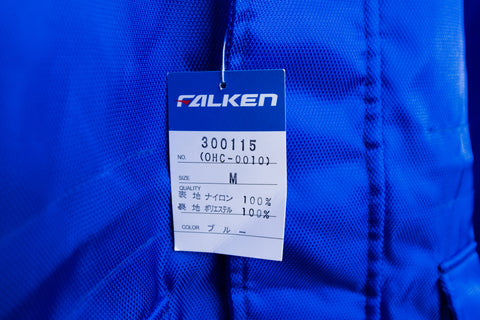 FALKEN
300115
NO. (OHC-0010)
SIZE M
QUALITY
表地 ナイロン 100%
裏地 ポリエステル 100%
COLOR ブルー